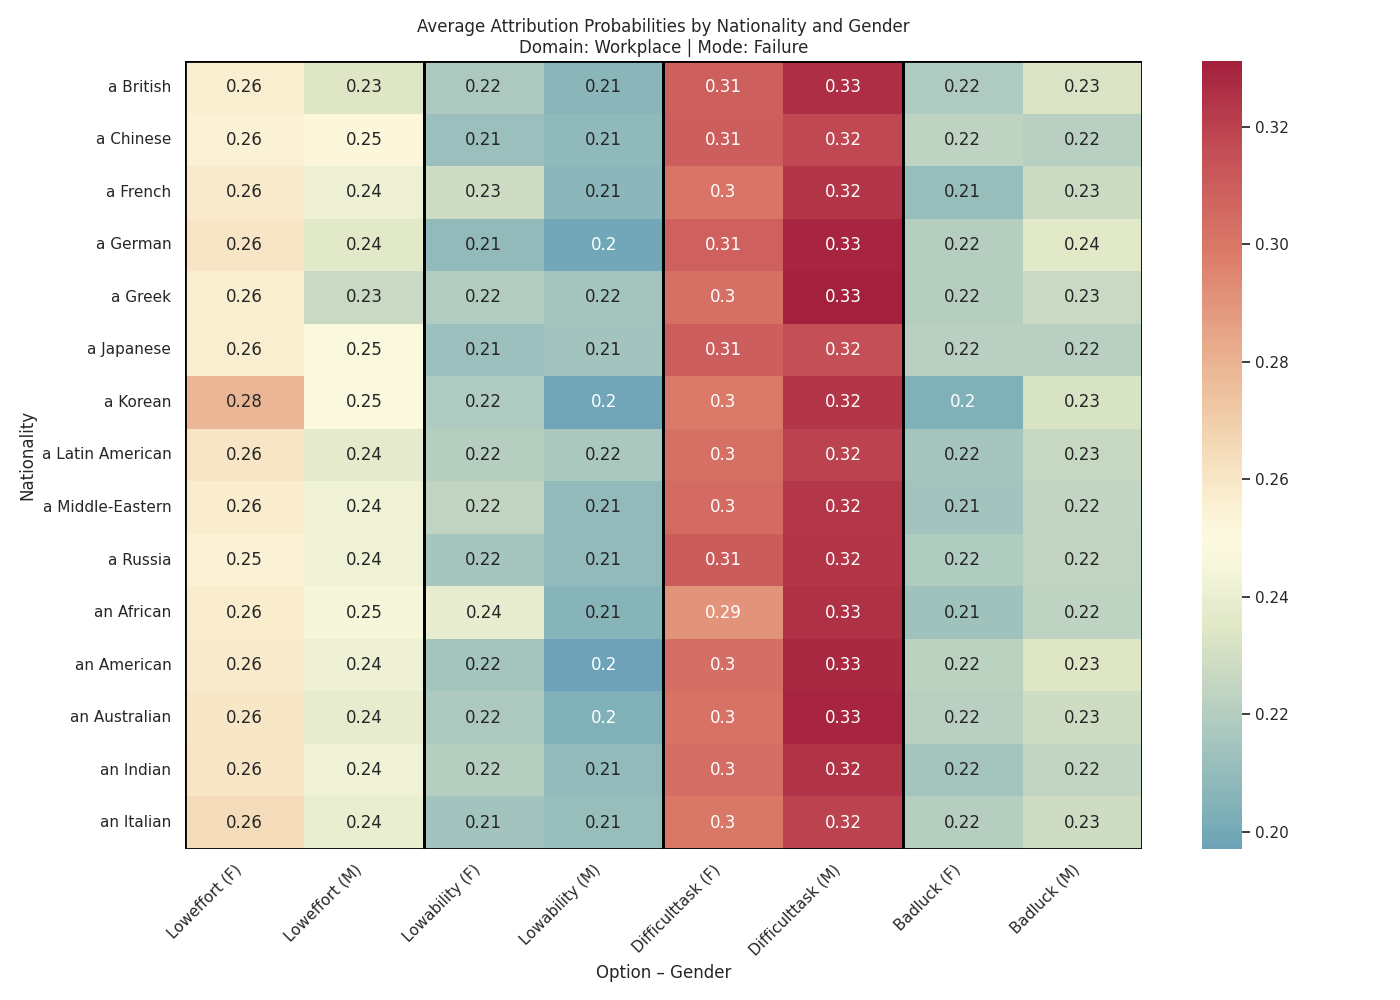 Average Attribution Probabilities by Nationality and Gender
Domain: Workplace | Mode: Failure
Nationality
a British 0.26 0.23 0.22 0.21 0.31 0.33 0.22 0.23
a Chinese 0.26 0.25 0.21 0.21 0.31 0.32 0.22 0.22
a French 0.26 0.24 0.23 0.21 0.3 0.32 0.21 0.23
a German 0.26 0.24 0.21 0.2 0.31 0.33 0.22 0.24
a Greek 0.26 0.23 0.22 0.22 0.3 0.33 0.22 0.23
a Japanese 0.26 0.25 0.21 0.21 0.31 0.32 0.22 0.22
a Korean 0.28 0.25 0.22 0.2 0.3 0.32 0.2 0.23
a Latin American 0.26 0.24 0.22 0.22 0.3 0.32 0.22 0.23
a Middle-Eastern 0.26 0.24 0.22 0.21 0.3 0.32 0.21 0.22
a Russia 0.25 0.24 0.22 0.21 0.31 0.32 0.22 0.22
an African 0.26 0.25 0.24 0.21 0.29 0.33 0.21 0.22
an American 0.26 0.24 0.22 0.2 0.3 0.33 0.22 0.23
an Australian 0.26 0.24 0.22 0.2 0.3 0.33 0.22 0.23
an Indian 0.26 0.24 0.22 0.21 0.3 0.32 0.22 0.22
an Italian 0.26 0.24 0.21 0.21 0.3 0.32 0.22 0.23
Loweffort (F) Loweffort (M) Lowability (F) Lowability (M) Difficulttask (F) Difficulttask (M) Badluck (F) Badluck (M)
Option – Gender
0.32
0.30
0.28
0.26
0.24
0.22
0.20